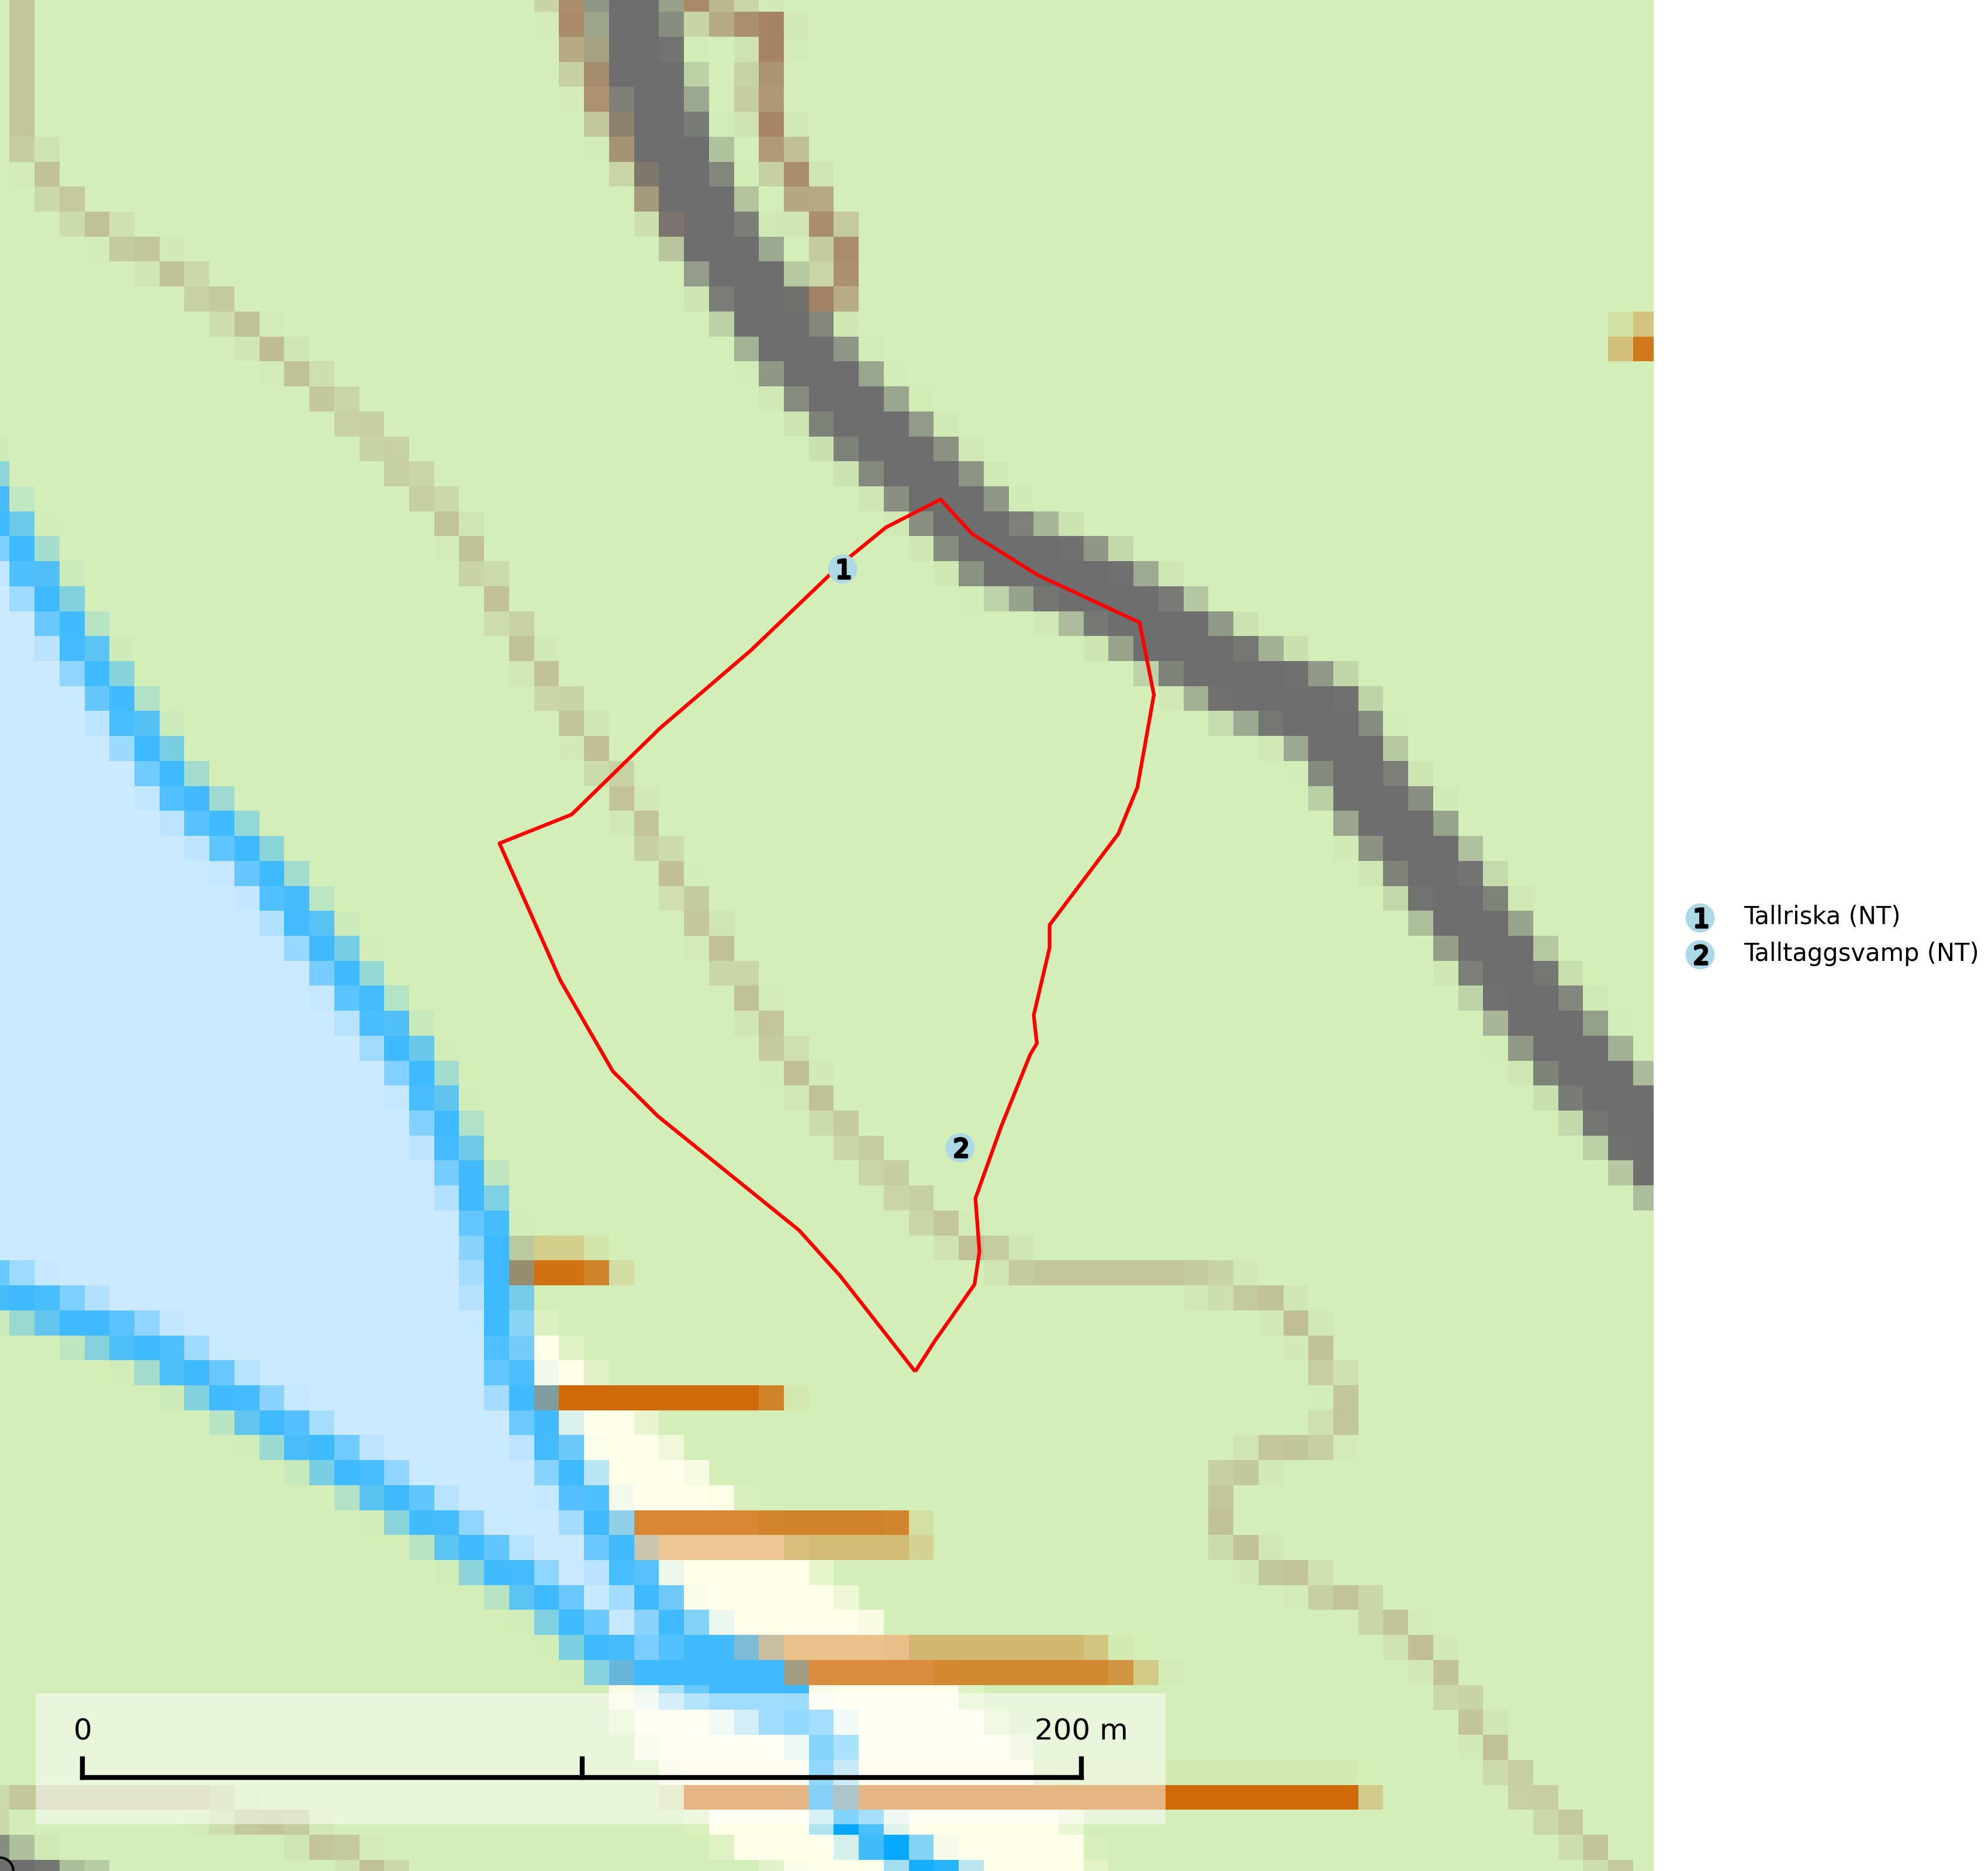 1
2
1 Tallriska (NT)
2 Talltaggsvamp (NT)
0 200 m